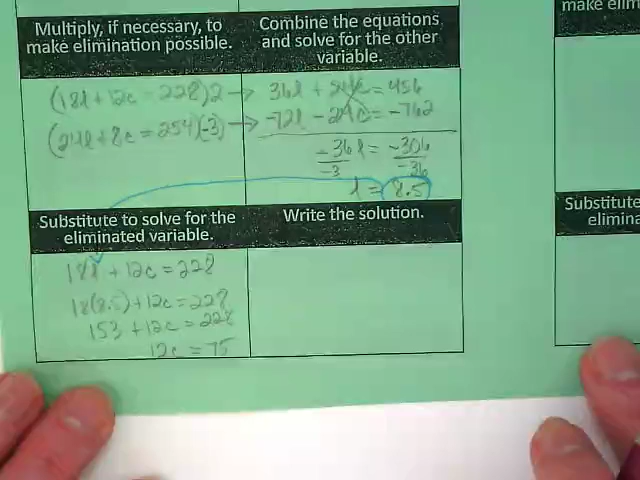 Multiply, if necessary, to
make elimination possible.
Combine the equations
and solve for the other
variable.
(18l + 12c = 228)2 →
(24l + 8c = 254)(-3) →
36l + 24c = 456
-72l - 24c = -762
-36l = -306
-3 -36
l = 8.5
Substitute to solve for the
eliminated variable.
Write the solution.
18l + 12c = 228
18(8.5) + 12c = 228
153 + 12c = 228
12c = 75
make elim
Substitute
elimina